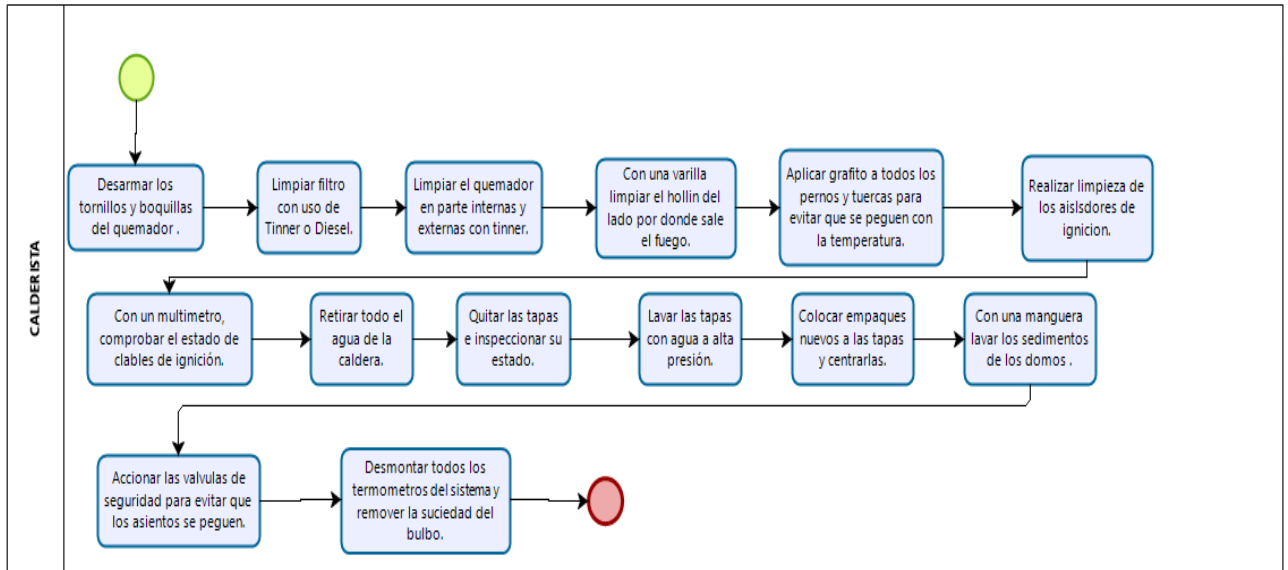 CALDERISTA
Desarmar los
tornillos y boquillas
del quemador .
Limpiar filtro
con uso de
Tinner o Diesel.
Limpiar el quemador
en parte internas y
externas con tinner.
Con una varilla
limpiar el hollin del
lado por donde sale
el fuego.
Aplicar grafito a todos los
pernos y tuercas para
evitar que se peguen con
la temperatura.
Realizar limpieza de
los aislsdores de
ignicion.
Con un multimetro,
comprobar el estado de
clables de ignición.
Retirar todo el
agua de la
caldera.
Quitar las tapas
e inspeccionar su
estado.
Lavar las tapas
con agua a alta
presión.
Colocar empaques
nuevos a las tapas
y centrarlas.
Con una manguera
lavar los sedimentos
de los domos .
Accionar las valvulas de
seguridad para evitar que
los asientos se peguen.
Desmontar todos los
termometros del sistema y
remover la suciedad del
bulbo.